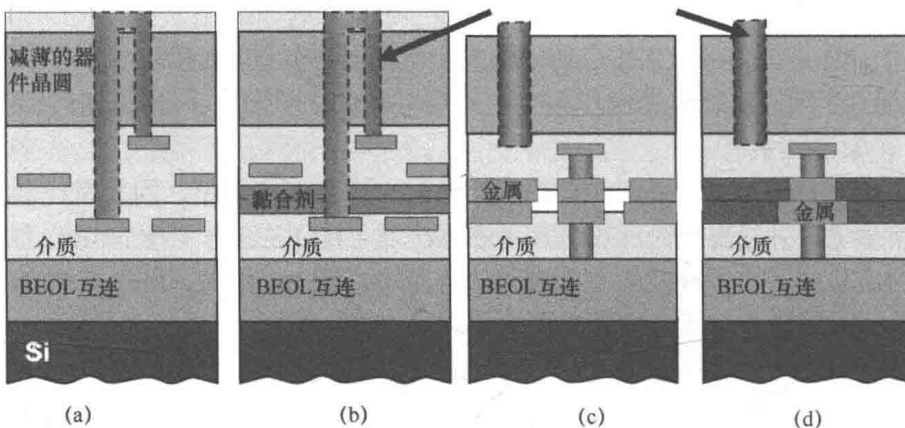 减薄的器
件晶圆
介质
BEOL互连
Si
(a)
黏合剂
介质
BEOL互连
(b)
金属
介质
BEOL互连
(c)
金属
介质
BEOL互连
(d)